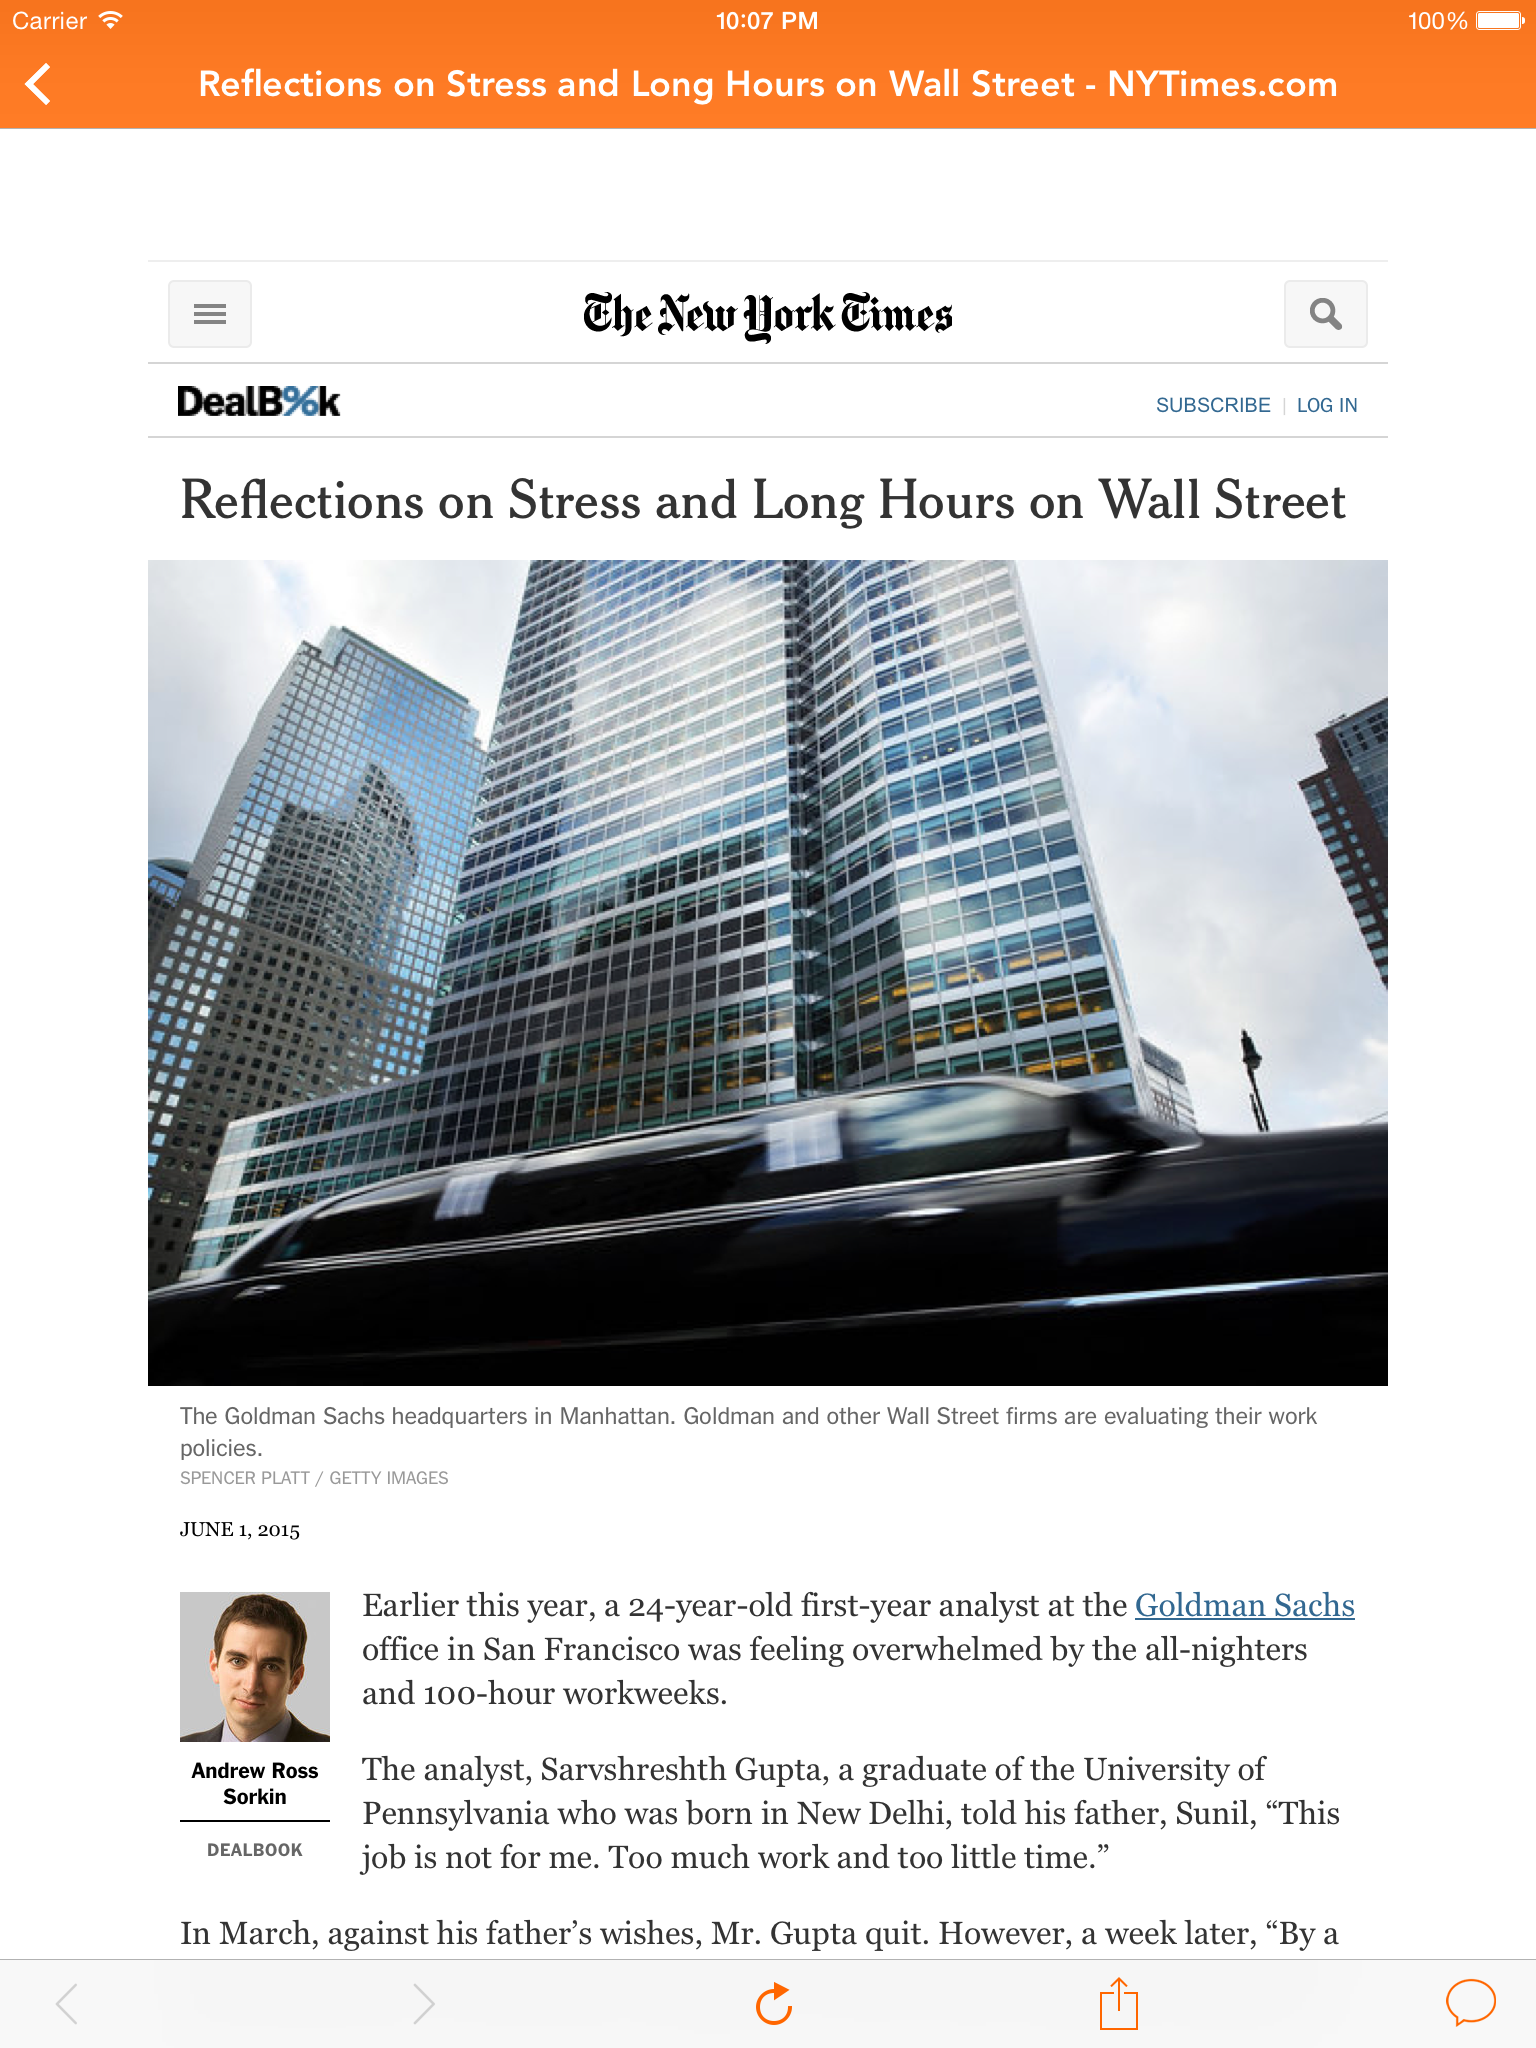 Carrier 10:07 PM 100%
Reflections on Stress and Long Hours on Wall Street - NYTimes.com
The New York Times
DealB%k
SUBSCRIBE | LOG IN
Reflections on Stress and Long Hours on Wall Street
The Goldman Sachs headquarters in Manhattan. Goldman and other Wall Street firms are evaluating their work
policies.
SPENCER PLATT / GETTY IMAGES
JUNE 1, 2015
Andrew Ross
Sorkin
DEALBOOK
Earlier this year, a 24-year-old first-year analyst at the Goldman Sachs
office in San Francisco was feeling overwhelmed by the all-nighters
and 100-hour workweeks.
The analyst, Sarvshreshth Gupta, a graduate of the University of
Pennsylvania who was born in New Delhi, told his father, Sunil, “This
job is not for me. Too much work and too little time.”
In March, against his father’s wishes, Mr. Gupta quit. However, a week later, “By a